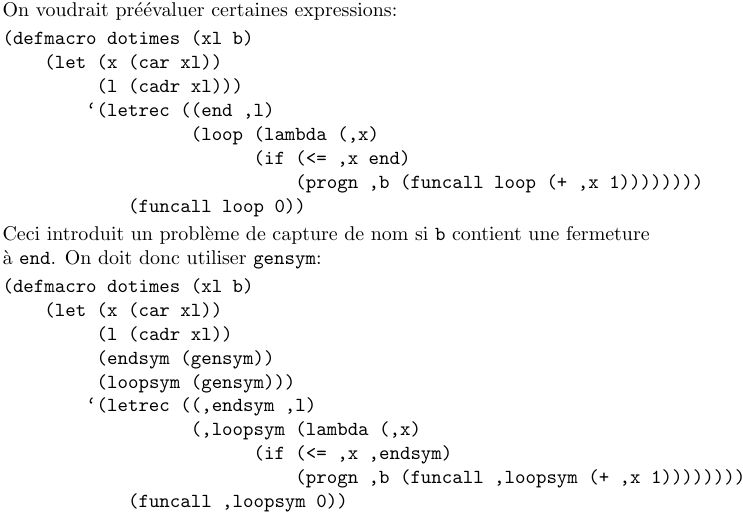 On voudrait préévaluer certaines expressions:
(defmacro dotimes (xl b)
    (let (x (car xl))
         (l (cadr xl)))
        ‘(letrec ((end ,l)
                  (loop (lambda (,x)
                        (if (<= ,x end)
                            (progn ,b (funcall loop (+ ,x 1))))))))
            (funcall loop 0))
Ceci introduit un problème de capture de nom si b contient une fermeture
à end. On doit donc utiliser gensym:
(defmacro dotimes (xl b)
    (let (x (car xl))
         (l (cadr xl))
         (endsym (gensym))
         (loopsym (gensym)))
        ‘(letrec ((,endsym ,l)
                  (,loopsym (lambda (,x)
                        (if (<= ,x ,endsym)
                            (progn ,b (funcall ,loopsym (+ ,x 1))))))))
            (funcall ,loopsym 0))